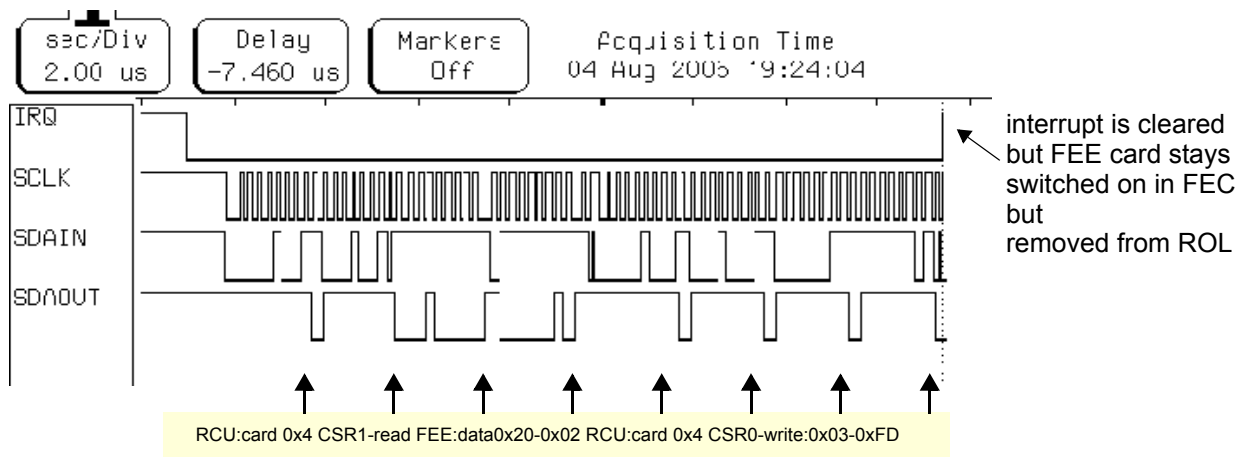 sec/Div
2.00 us
Delay
-7.460 us
Markers
Off
Acquisition Time
04 Aug 2005 19:24:04
IRQ
SCLK
SDAIN
SDAOUT
interrupt is cleared
but FEE card stays
switched on in FEC
but
removed from ROL
RCU:card 0x4 CSR1-read FEE:data0x20-0x02 RCU:card 0x4 CSR0-write:0x03-0xFD